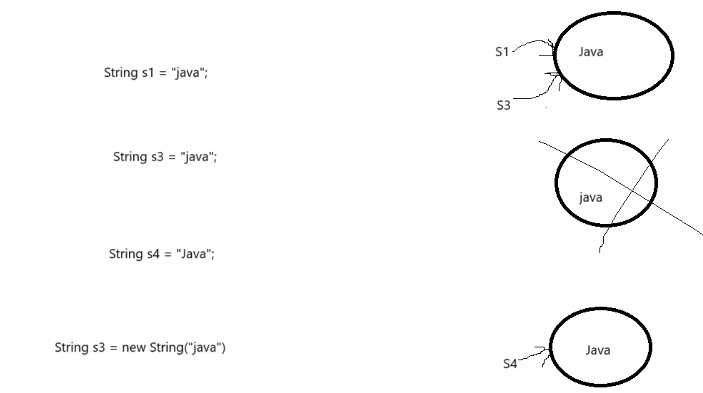 S1
Java
String s1 = "java";
S3
String s3 = "java";
java
String s4 = "Java";
String s3 = new String("java")
Java
S4